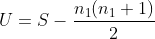 U = S - \frac{n_1(n_1 + 1)}{2}